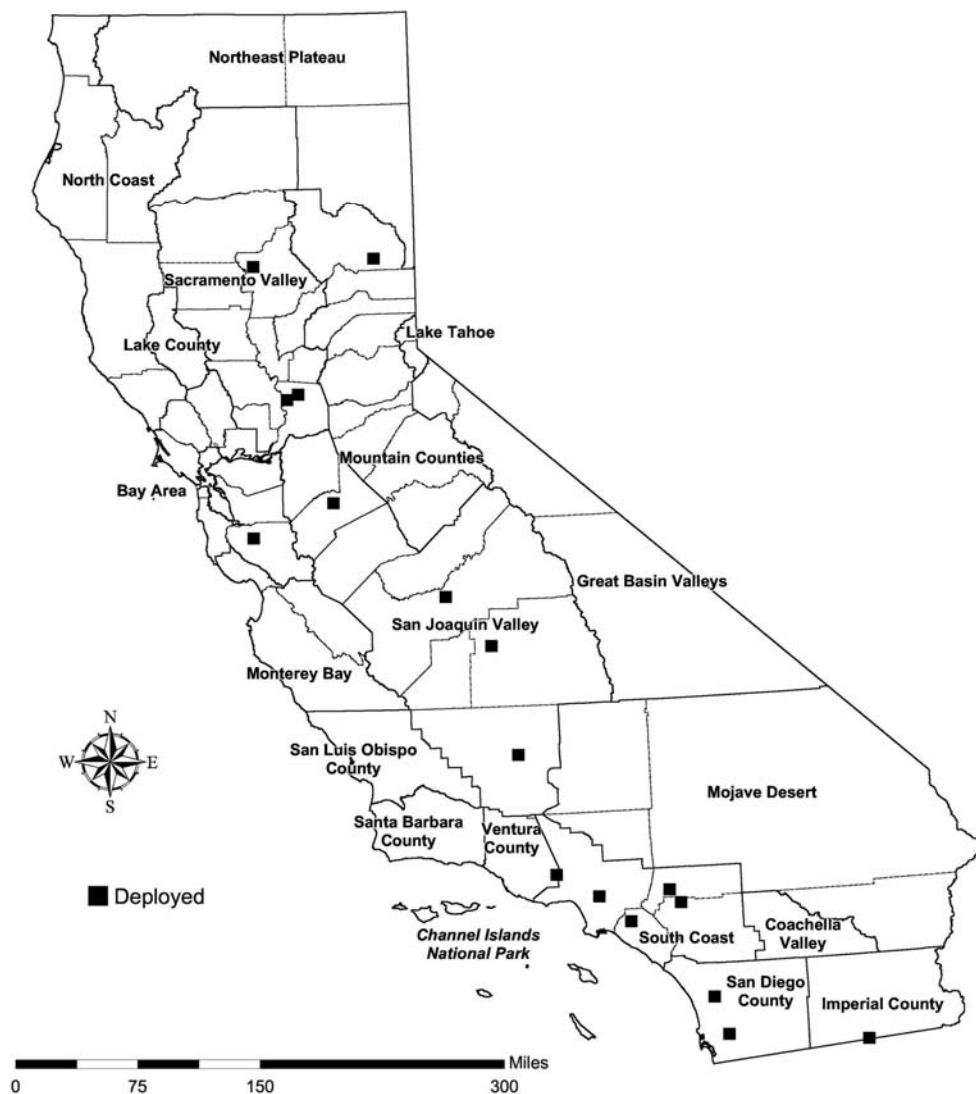 Northeast Plateau
North Coast
Sacramento Valley
Lake County
Lake Tahoe
Mountain Counties
Bay Area
Great Basin Valleys
San Joaquin Valley
Monterey Bay
N
W
E
S
San Luis Obispo
County
Mojave Desert
Santa Barbara
County
Ventura
County
Deployed
Channel Islands
National Park
South Coast
Coachella
Valley
San Diego
County
Imperial County
Miles
0
75
150
300